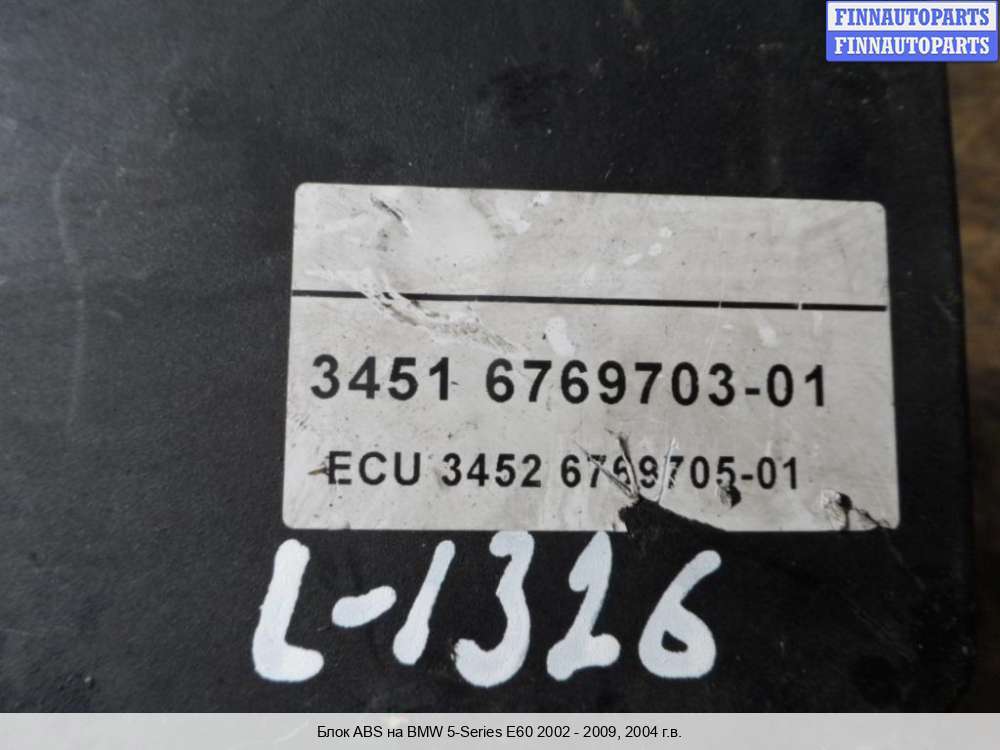 FINNAUTOPARTS
FINNAUTOPARTS
3451 6769703-01
ECU 3452 6769705-01
L-1326
Блок ABS на BMW 5-Series E60 2002 - 2009, 2004 г.в.